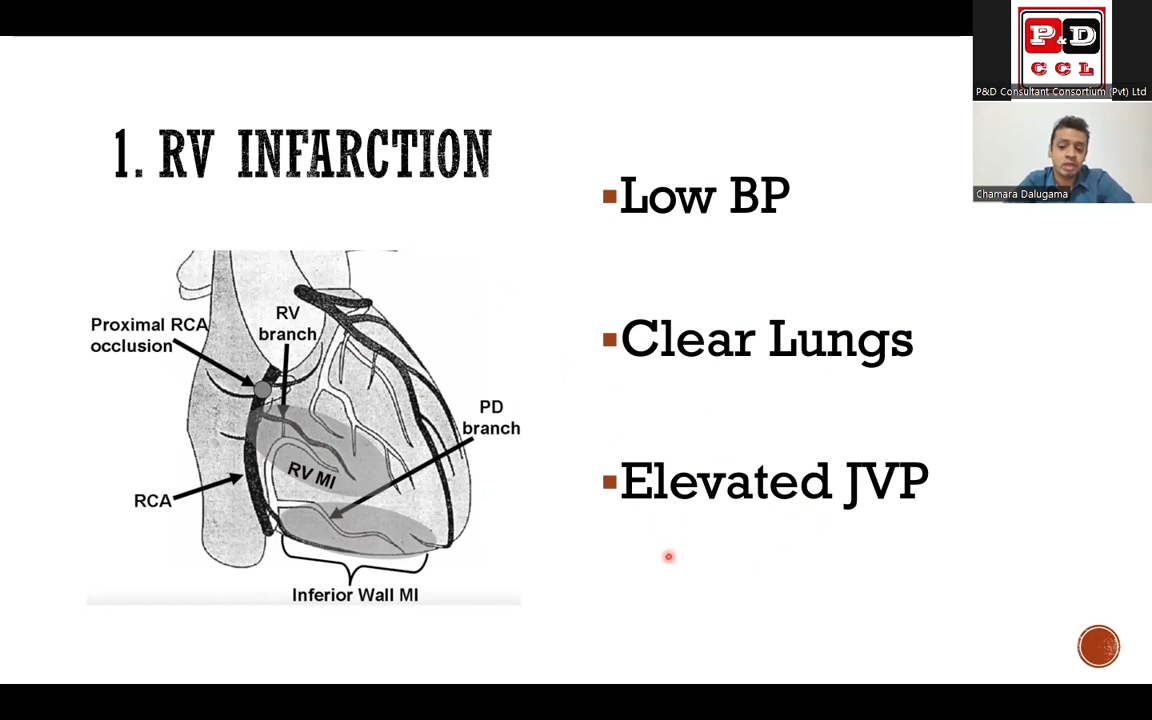 P&D
CCL
P&D Consultant Consortium (Pvt) Ltd
Chamara Dalugama
1. RV INFARCTION
Low BP
Clear Lungs
Elevated JVP
Proximal RCA
occlusion
RV
branch
PD
branch
RV MI
RCA
Inferior Wall MI